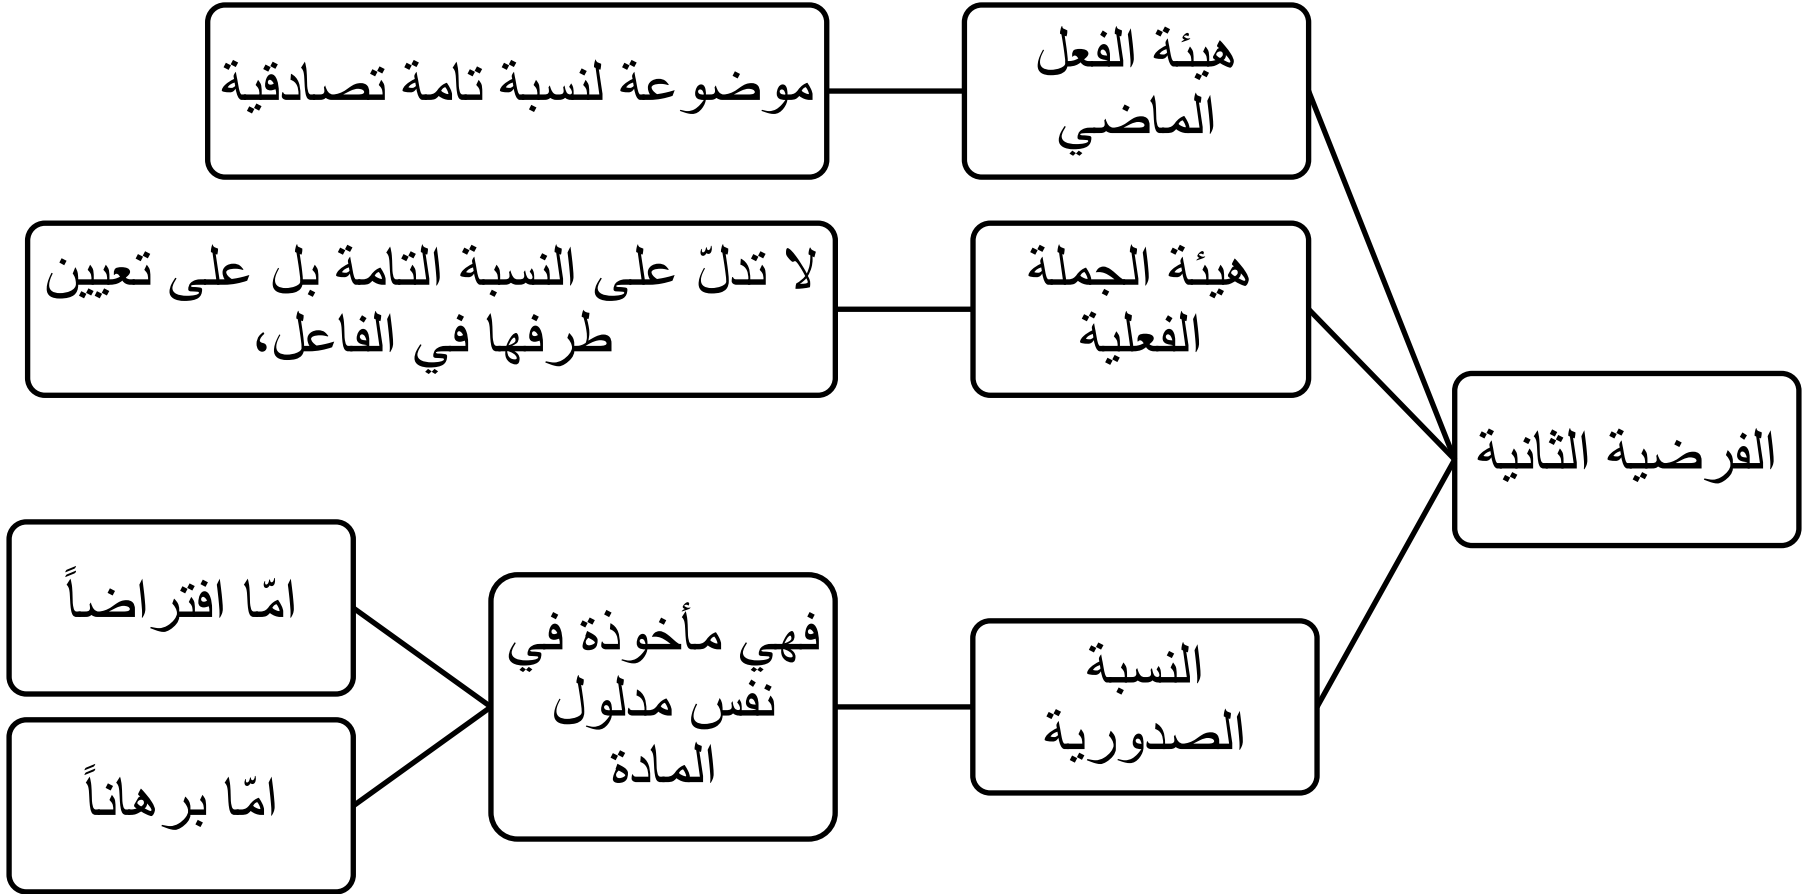 الفرضية الثانية
هيئة الفعل
الماضي
موضوعة لنسبة تامة تصادقية
هيئة الجملة
الفعلية
لا تدلّ على النسبة التامة بل على تعيين
طرفها في الفاعل،
النسبة
الصدورية
فهي مأخوذة في
نفس مدلول
المادة
امّا افتراضاً
امّا برهاناً